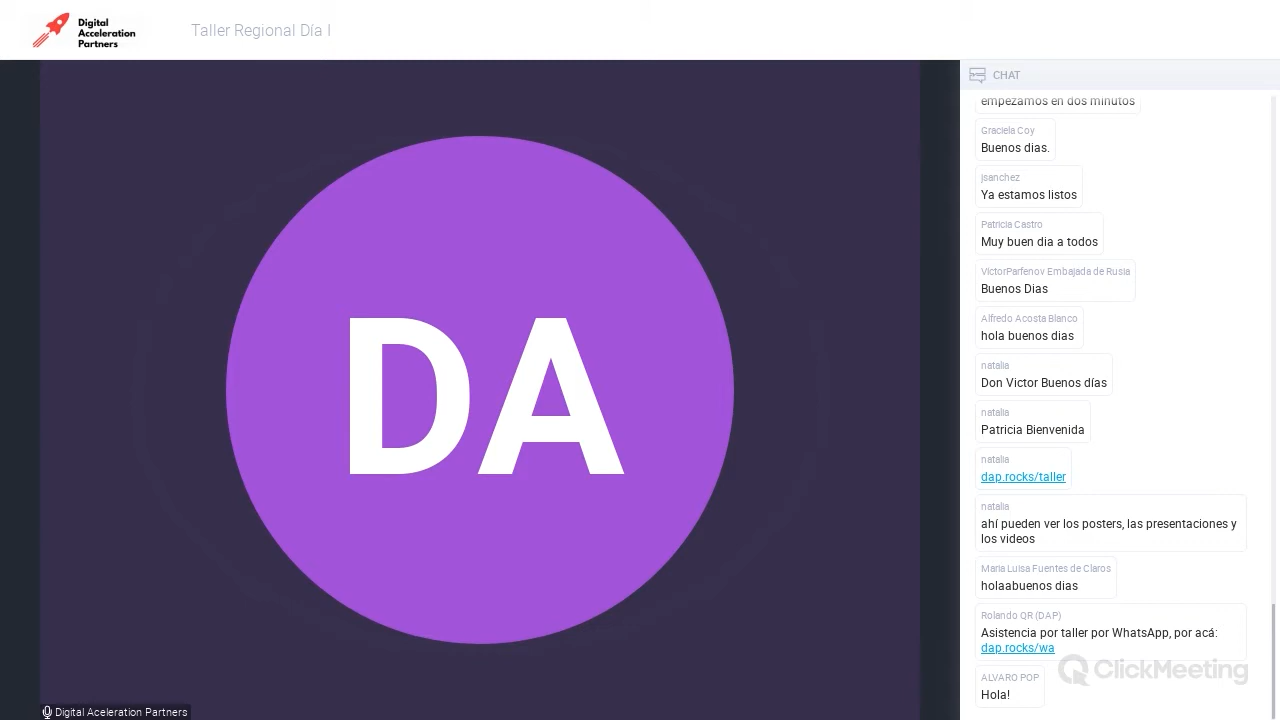 Digital
Acceleration
Partners
Taller Regional Día I
DA
Digital Aceleration Partners
CHAT
empezamos en dos minutos
Graciela Coy
Buenos dias.
jsanchez
Ya estamos listos
Patricia Castro
Muy buen dia a todos
VictorParfenov Embajada de Rusia
Buenos Dias
Alfredo Acosta Blanco
hola buenos dias
natalia
Don Victor Buenos días
natalia
Patricia Bienvenida
natalia
dap.rocks/taller
natalia
ahí pueden ver los posters, las presentaciones y
los videos
Maria Luisa Fuentes de Claros
holaabuenos dias
Rolando QR (DAP)
Asistencia por taller por WhatsApp, por acá:
dap.rocks/wa
ClickMeeting
ALVARO POP
Hola!